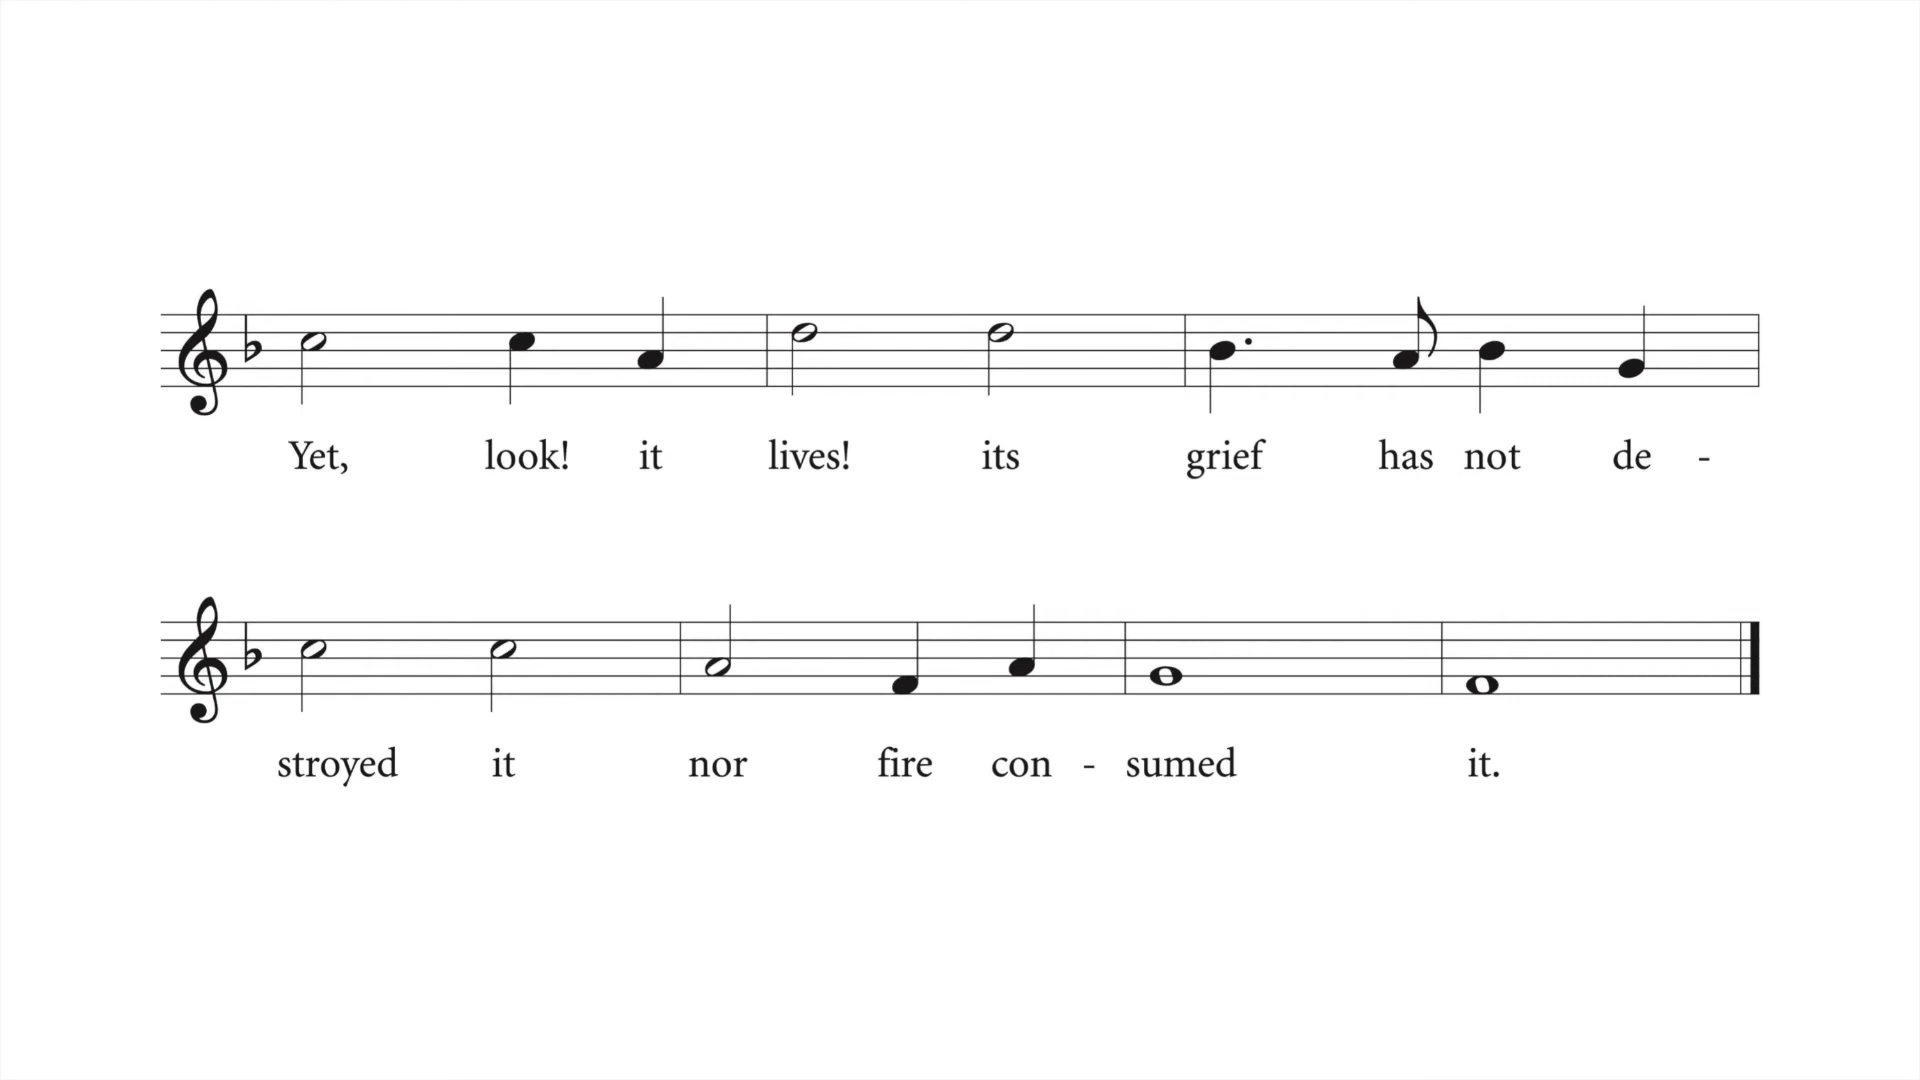 Yet, look! it lives! its grief has not de -
stroyed it nor fire con - sumed it.